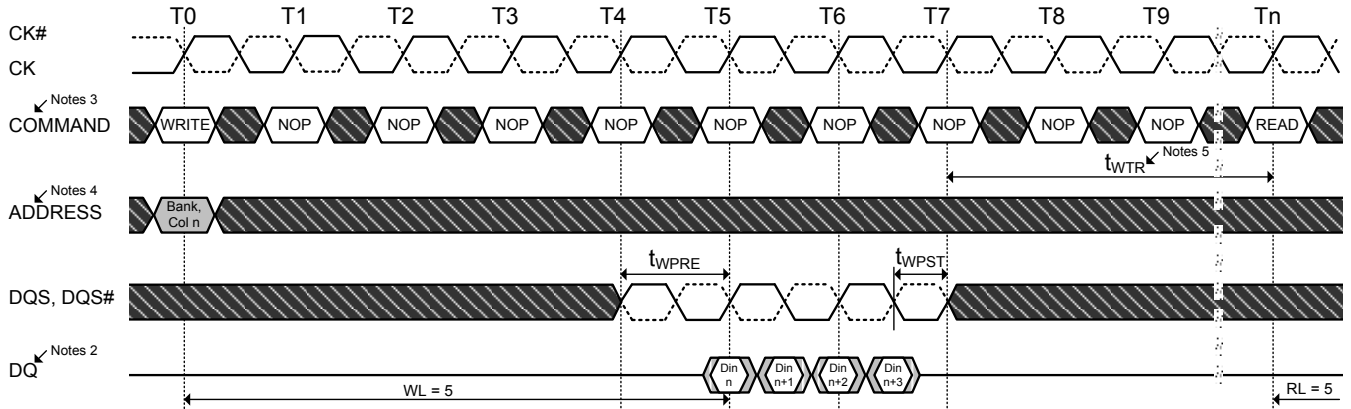 T0 T1 T2 T3 T4 T5 T6 T7 T8 T9 Tn
CK#
CK
Notes 3
COMMAND WRITE NOP NOP NOP NOP NOP NOP NOP NOP NOP READ
tWTR Notes 5
Notes 4
ADDRESS
Bank,
Col n
tWPRE tWPST
DQS, DQS#
Notes 2
DQ
Din Din Din Din
n n+1 n+2 n+3
WL = 5 RL = 5